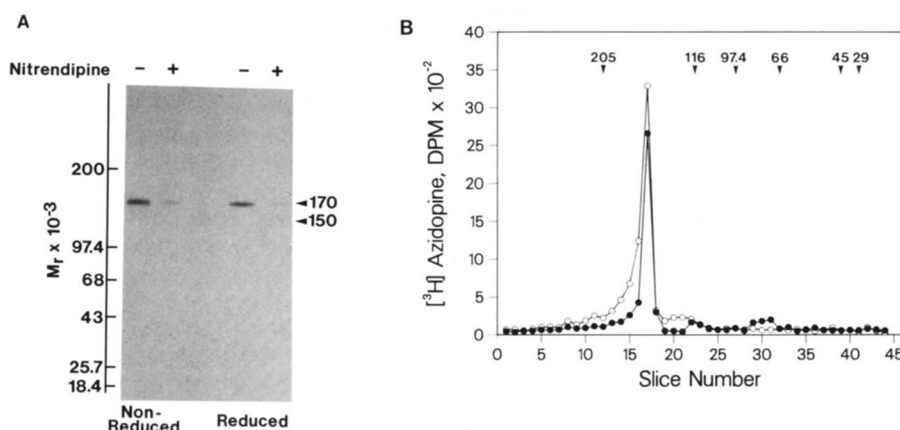 A
Nitrendipine - + - +
200
170
150
97.4
68
43
25.7
18.4
Mr x 10-3
Non-Reduced
Reduced
B
[3H] Azidopine, DPM x 10-2
40
35
30
25
20
15
10
5
0
205 116 97.4 66 45 29
0 5 10 15 20 25 30 35 40 45
Slice Number